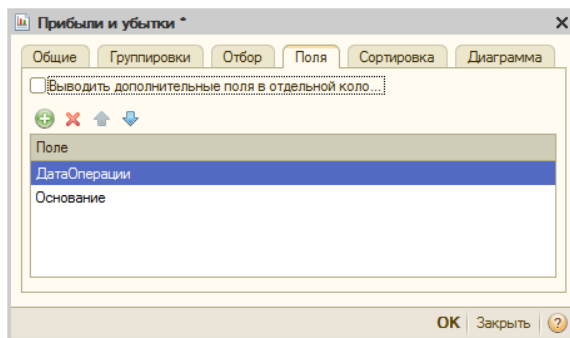 Прибыли и убытки *
Общие Группировки Отбор Поля Сортировка Диаграмма
Выводить дополнительные поля в отдельной коло...
Поле
ДатаОперации
Основание
OK Закрыть ?